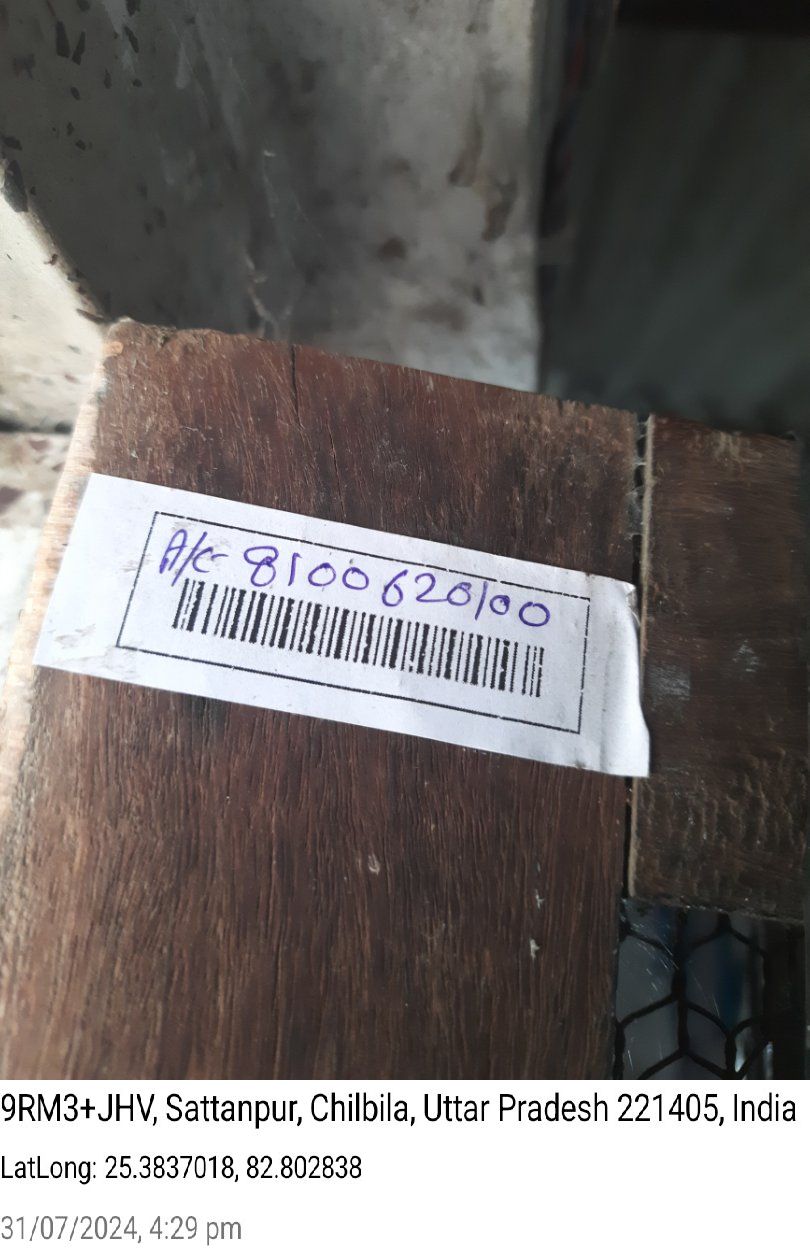 A/C- 8100620100
9RM3+JHV, Sattanpur, Chilbila, Uttar Pradesh 221405, India
LatLong: 25.3837018, 82.802838
31/07/2024, 4:29 pm